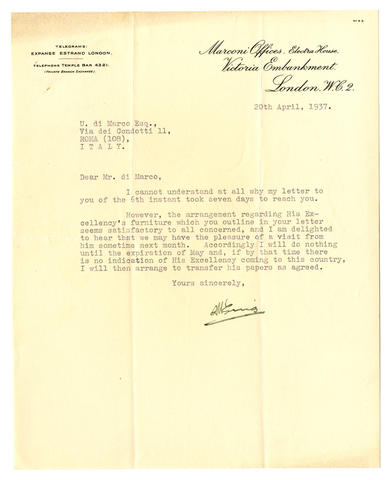 TELEGRAMS:
EXPANSE ESTRAND LONDON.
TELEPHONE TEMPLE BAR 4321.
(PRIVATE BRANCH EXCHANGE.)
Marconi Offices, Electra House,
Victoria Embankment,
London, W.C.2.
20th April, 1937.
U. di Marco Esq.,
Via dei Condotti 11,
ROMA (108),
I T A L Y.
Dear Mr. di Marco,
I cannot understand at all why my letter to
you of the 5th instant took seven days to reach you.
However, the arrangement regarding His Ex-
cellency's furniture which you outline in your letter
seems satisfactory to all concerned, and I am delighted
to hear that we may have the pleasure of a visit from
him sometime next month. Accordingly I will do nothing
until the expiration of May and, if by that time there
is no indication of His Excellency coming to this country,
I will then arrange to transfer his papers as agreed.
Yours sincerely,